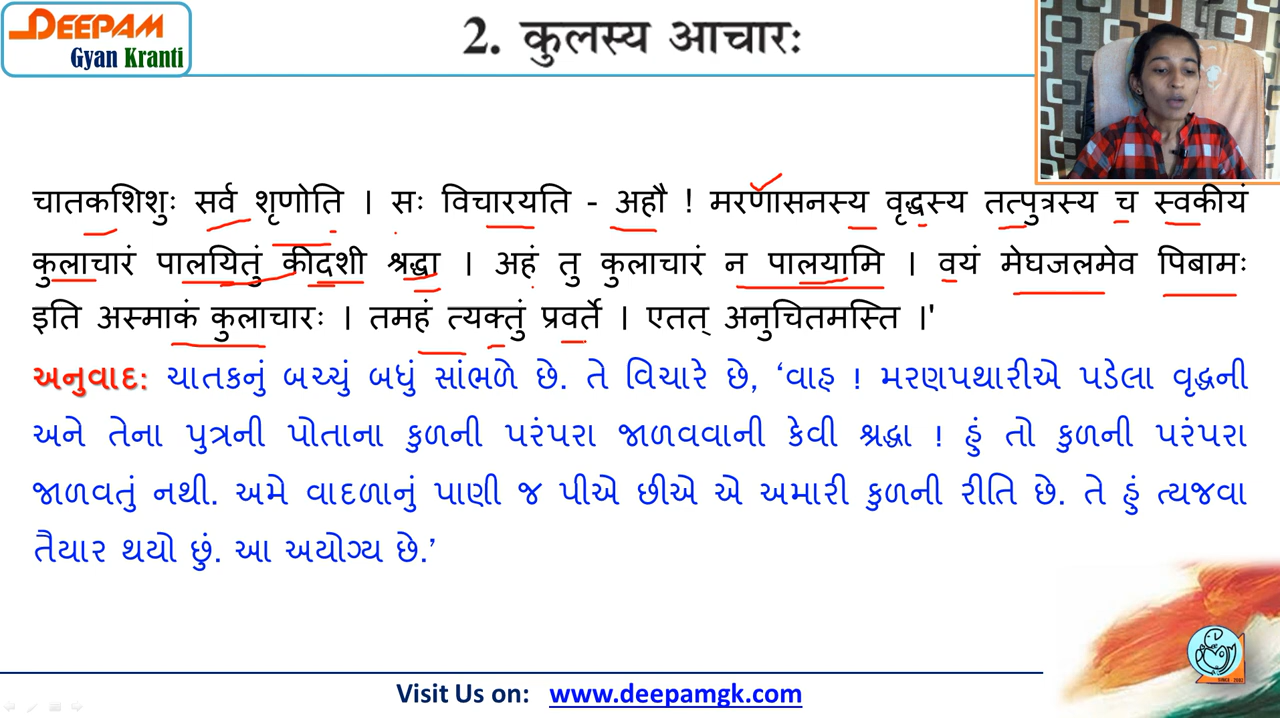 DEEPAM
Gyan Kranti
2. कुलस्य आचारः
चातकशिशुः सर्व शृणोति । सः विचारयति - अहौ ! मरणासनस्य वृद्धस्य तत्पुत्रस्य च स्वकीयं
कुलाचारं पालयितुं कीदशी श्रद्धा । अहं तु कुलाचारं न पालयामि । वयं मेघजलमेव पिबामः
इति अस्माकं कुलाचारः । तमहं त्यक्तुं प्रवर्ते । एतत् अनुचितमस्ति ।'
અનુવાદ: ચાતકનું બચ્ચું બધું સાંભળે છે. તે વિચારે છે, ‘વાહ ! મરણપથારીએ પડેલા વૃદ્ધની
અને તેના પુત્રની પોતાના કુળની પરંપરા જાળવવાની કેવી શ્રદ્ધા ! હું તો કુળની પરંપરા
જાળવતું નથી. અમે વાદળાનું પાણી જ પીએ છીએ એ અમારી કુળની રીતિ છે. તે હું ત્યજવા
તૈયાર થયો છું. આ અયોગ્ય છે.’
Visit Us on: www.deepamgk.com